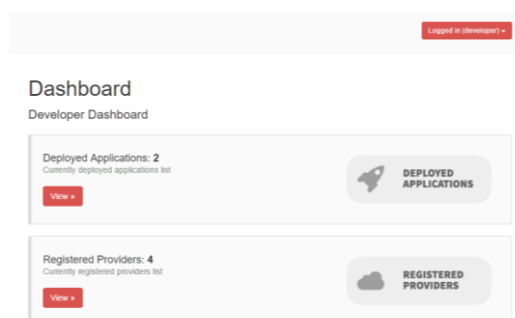 Logged in (developer)
Dashboard
Developer Dashboard
Deployed Applications: 2
Currently deployed applications list
View »
DEPLOYED
APPLICATIONS
Registered Providers: 4
Currently registered providers list
View »
REGISTERED
PROVIDERS